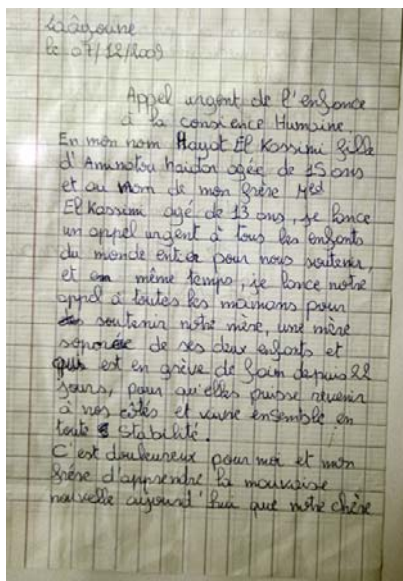 Laâyoune
le 07/12/2009
Appel urgent de l'enfance
à la conscience Humaine
En mon nom Hayat El Kassimi fille
d'Aminatou haidar agée de 15 ans
et au nom de mon frère Med
El Kassimi agé de 13 ans, je lance
un appel urgent à tous les enfants
du monde entier pour nous soutenir,
et en même temps, je lance notre
appel à toutes les mamans pour
soutenir notre mère, une mère
séparée de ses deux enfants et
qui est en grève de faim depuis 22
jours, pour qu'elles puisse revenir
à nos côtés et vivre ensemble en
toute Stabilité.
C'est douleureux pour moi et mon
frère d'apprendre la mauvaise
nouvelle aujourd'hui que notre chère